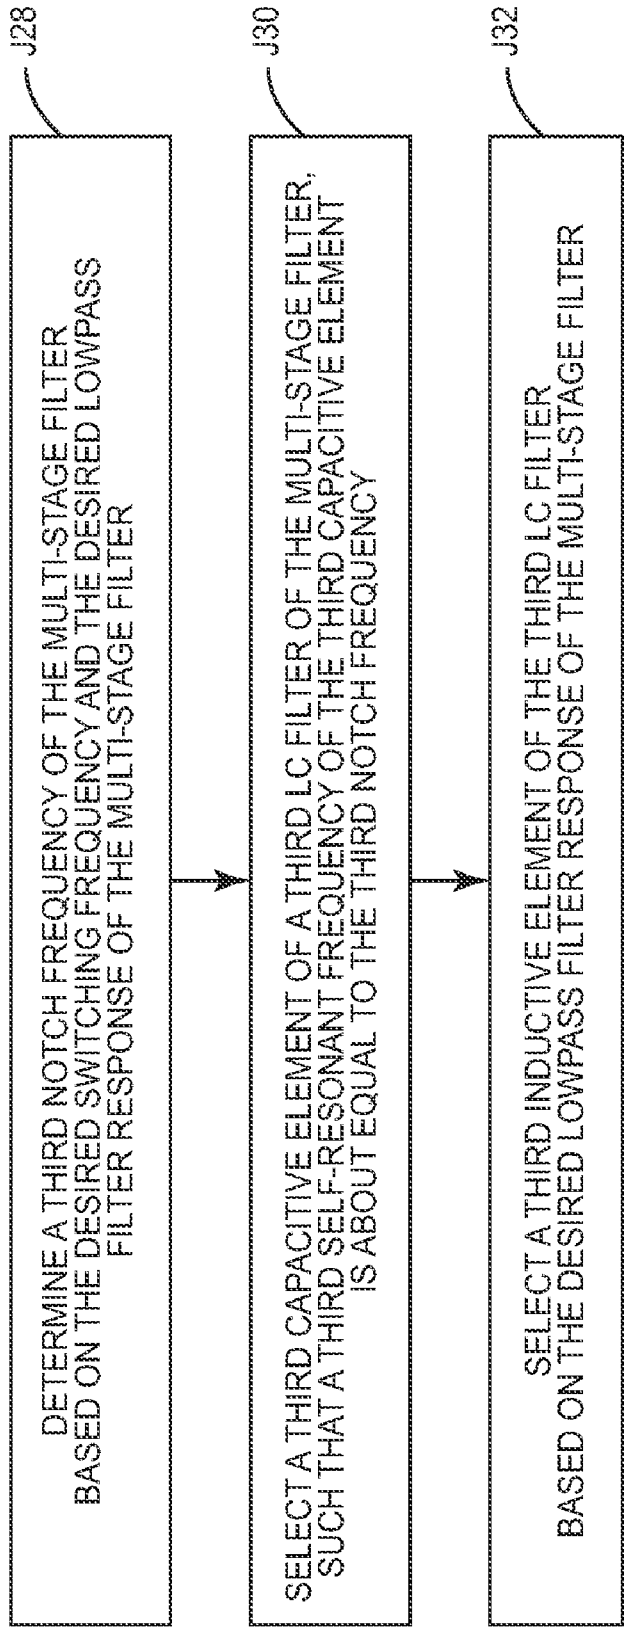 DETERMINE A THIRD NOTCH FREQUENCY OF THE MULTI-STAGE FILTER
BASED ON THE DESIRED SWITCHING FREQUENCY AND THE DESIRED LOWPASS
FILTER RESPONSE OF THE MULTI-STAGE FILTER
J28
SELECT A THIRD CAPACITIVE ELEMENT OF A THIRD LC FILTER OF THE MULTI-STAGE FILTER,
SUCH THAT A THIRD SELF-RESONANT FREQUENCY OF THE THIRD CAPACITIVE ELEMENT
IS ABOUT EQUAL TO THE THIRD NOTCH FREQUENCY
J30
SELECT A THIRD INDUCTIVE ELEMENT OF THE THIRD LC FILTER
BASED ON THE DESIRED LOWPASS FILTER RESPONSE OF THE MULTI-STAGE FILTER
J32